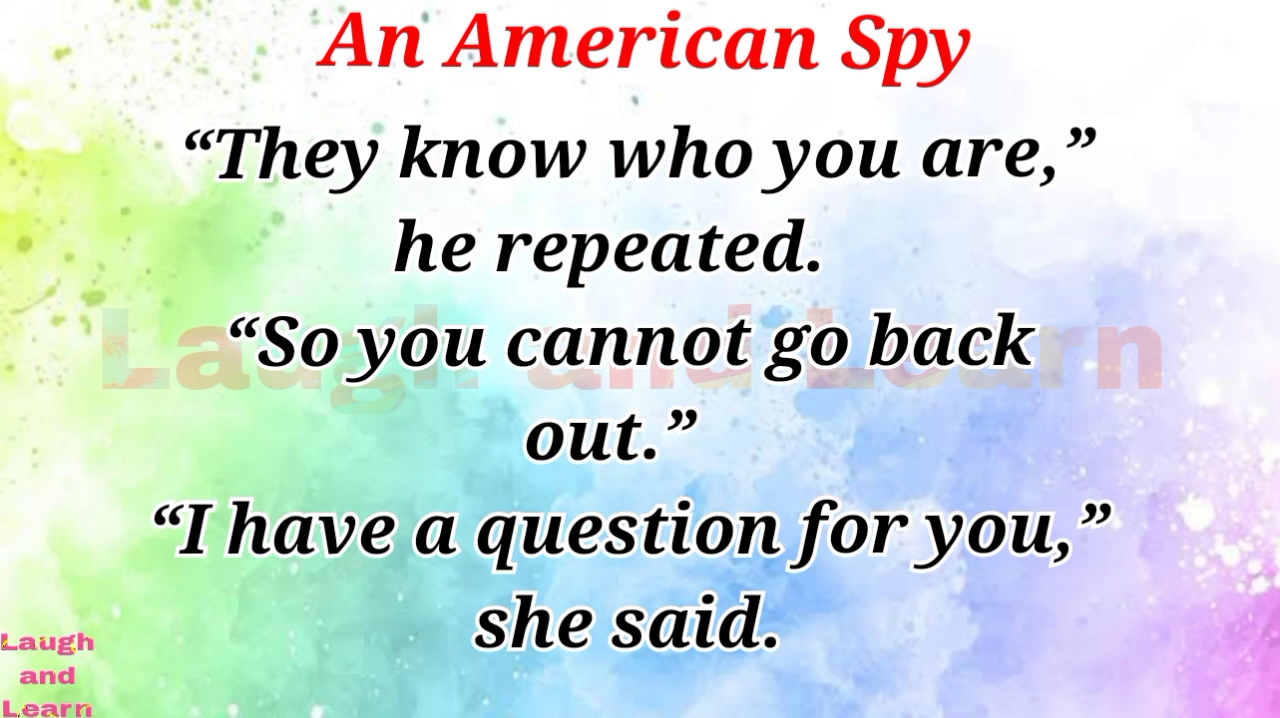 An American Spy
“They know who you are,”
he repeated.
“So you cannot go back
out.”
“I have a question for you,”
she said.
Laugh and Learn
Laugh
and
Learn